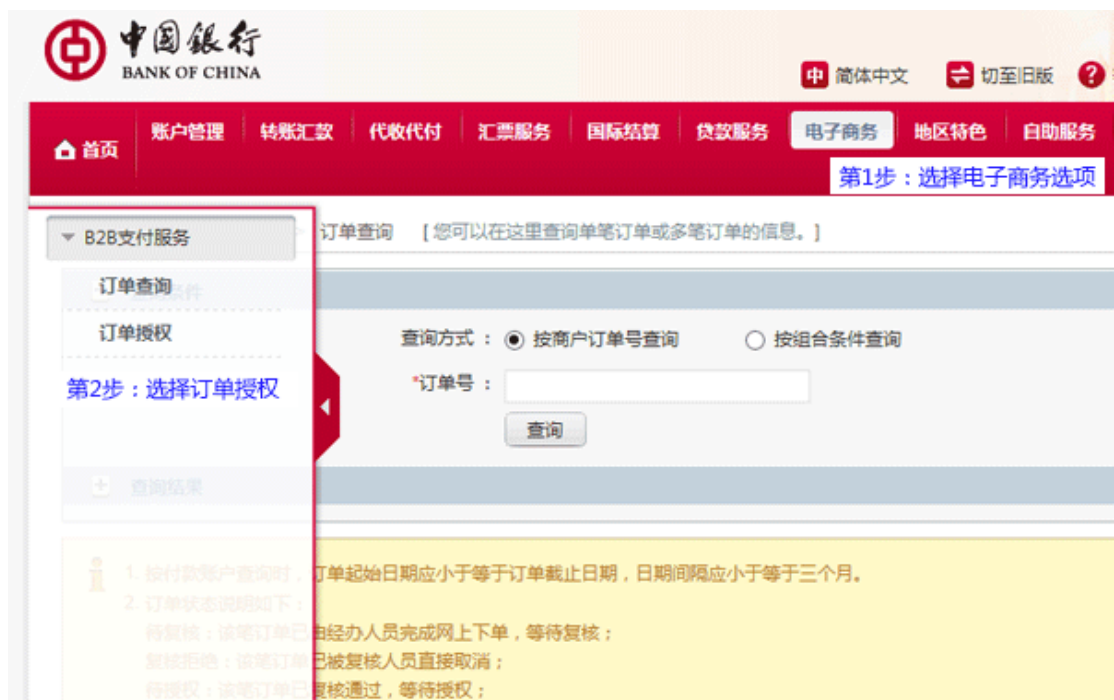 中国銀行
BANK OF CHINA
简体中文 切至旧版
首页 账户管理 转账汇款 代收代付 汇票服务 国际结算 贷款服务 电子商务 地区特色 自助服务
第1步：选择电子商务选项
B2B支付服务
订单查询 [ 您可以在这里查询单笔订单或多笔订单的信息。]
订单查询
订单授权
第2步：选择订单授权
查询方式 ： 按商户订单号查询 按组合条件查询
*订单号 ：
查询
查询结果
1. 按付款账户查询时，订单起始日期应小于等于订单截止日期，日期间隔应小于等于三个月。
2. 订单状态说明如下：
待复核：该笔订单已由经办人员完成网上下单，等待复核；
复核拒绝：该笔订单已被复核人员直接取消；
待授权：该笔订单已复核通过，等待授权；